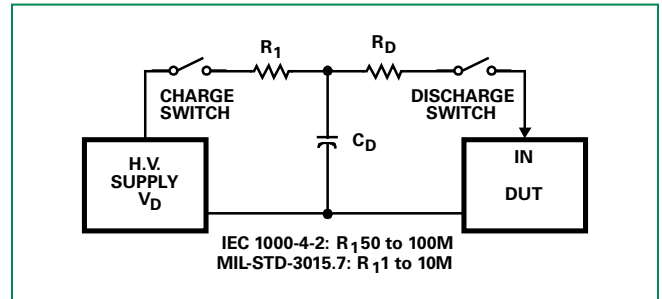 R1
RD
CHARGE
SWITCH
DISCHARGE
SWITCH
CD
H.V.
SUPPLY
VD
IN
DUT
IEC 1000-4-2: R1 50 to 100M
MIL-STD-3015.7: R1 1 to 10M